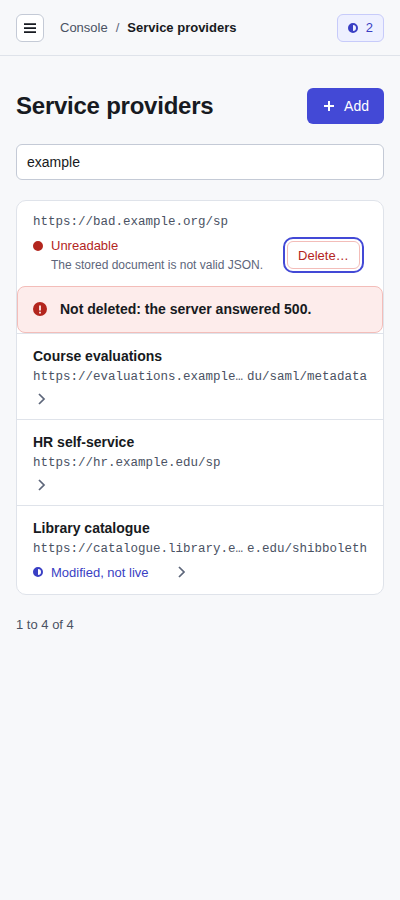 Console / Service providers
2
Service providers
Add
example
https://bad.example.org/sp
Unreadable
The stored document is not valid JSON.
Delete…
Not deleted: the server answered 500.
Course evaluations
https://evaluations.example… du/saml/metadata
HR self-service
https://hr.example.edu/sp
Library catalogue
https://catalogue.library.e… e.edu/shibboleth
Modified, not live
1 to 4 of 4